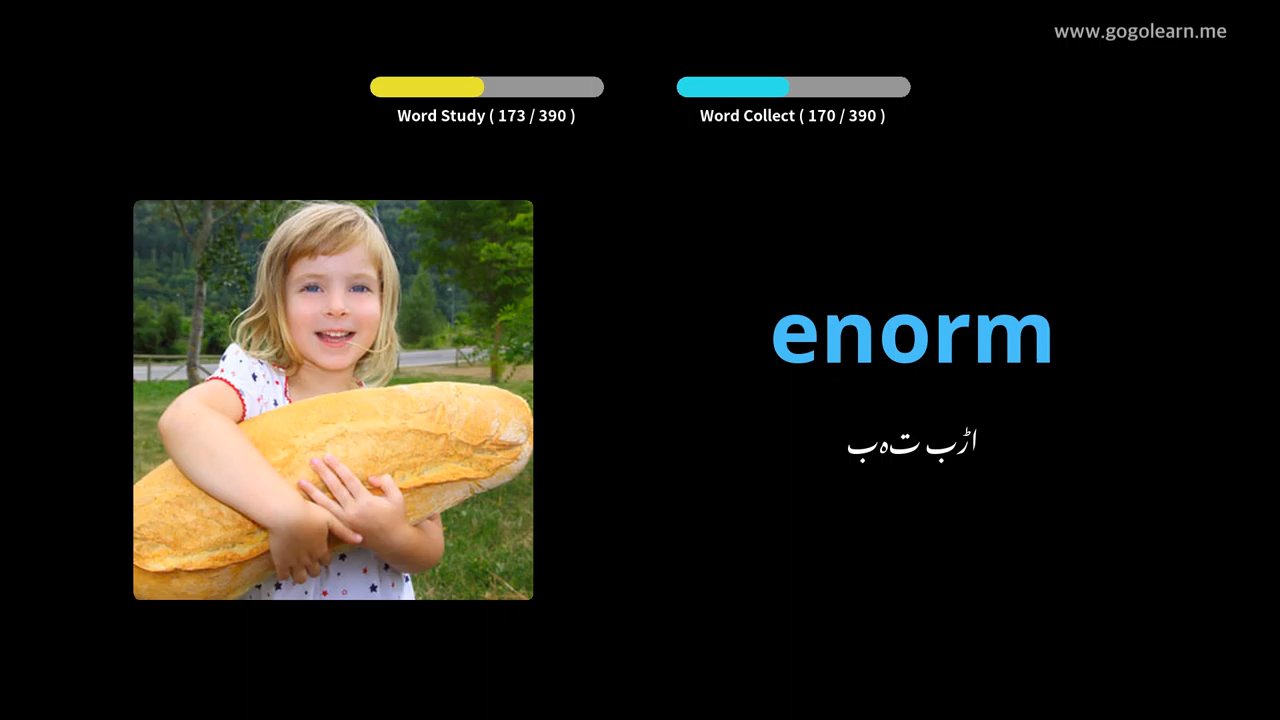 www.gogolearn.me
Word Study ( 173 / 390 )
Word Collect ( 170 / 390 )
enorm
اڑب تہب